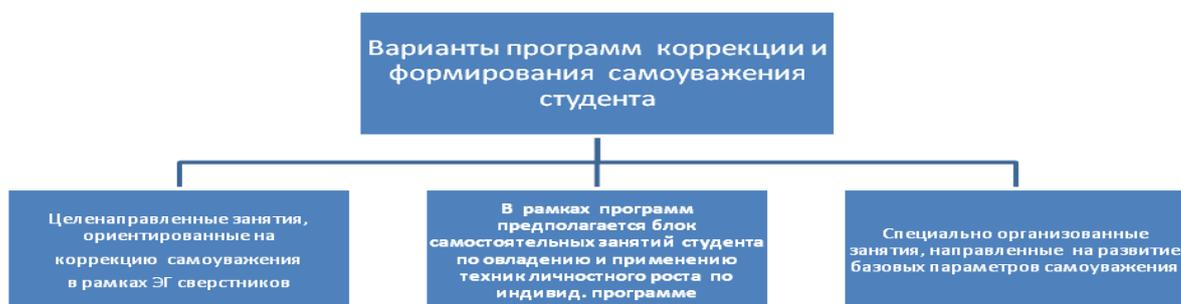 Варианты программ коррекции и
формирования самоуважения
студента
Целенаправленные занятия,
ориентированные на
коррекцию самоуважения
в рамках ЭГ сверстников
В рамках программ
предполагается блок
самостоятельных занятий студента
по овладению и применению
техник личностного роста по
индивид. программе
Специально организованные
занятия, направленные на развитие
базовых параметров самоуважения